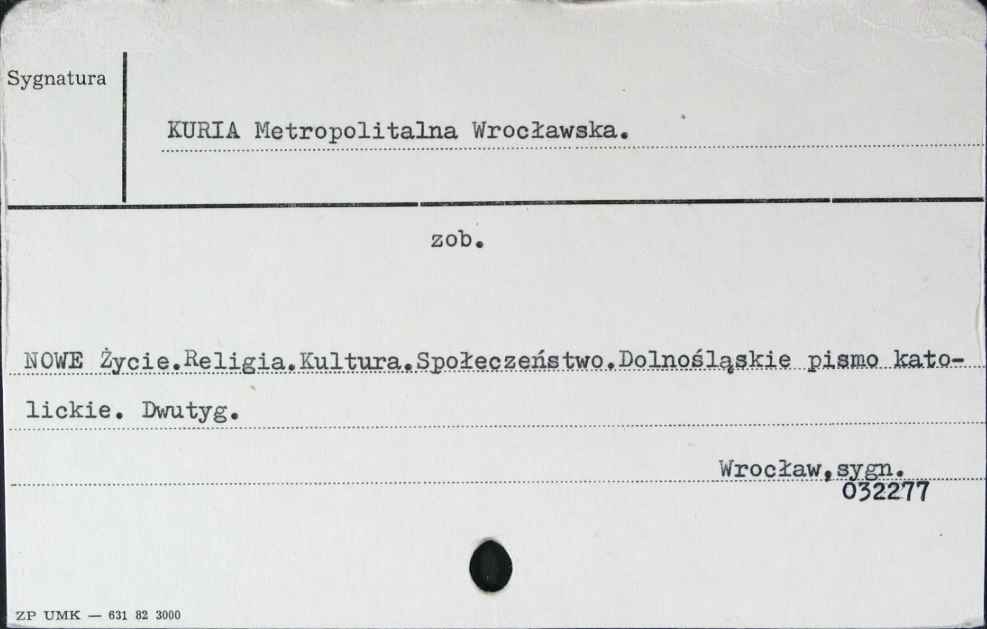 Sygnatura
KURIA Metropolitalna Wrocławska.
zob.
NOWE Życie.Religia.Kultura.Społeczeństwo.Dolnośląskie pismo kato-
lickie. Dwutyg.
Wrocław,sygn.
032277
ZP UMK — 631 82 3000